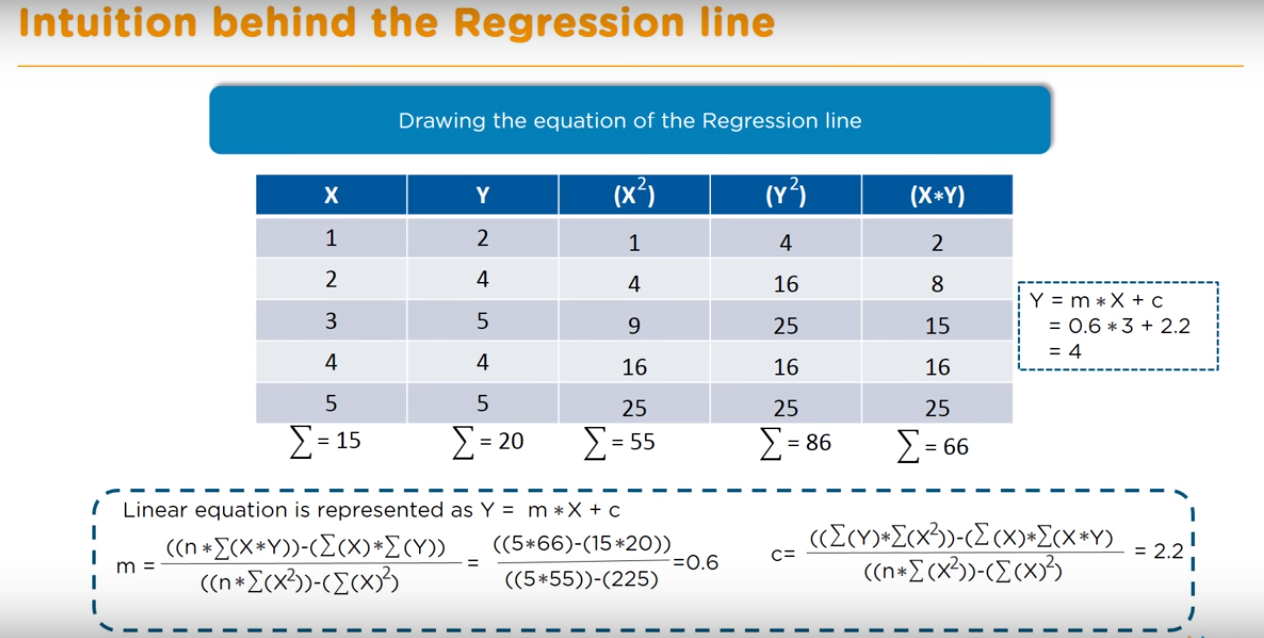 Intuition behind the Regression line
Drawing the equation of the Regression line
X Y (X²) (Y²) (X*Y)
1 2 1 4 2
2 4 4 16 8
3 5 9 25 15
4 4 16 16 16
5 5 25 25 25
∑ = 15 ∑ = 20 ∑ = 55 ∑ = 86 ∑ = 66
Y = m * X + c
= 0.6 * 3 + 2.2
= 4
Linear equation is represented as Y = m * X + c
m = ((n *∑(X*Y))-(∑(X)*∑(Y)) / ((n*∑(X²))-(∑(X)²) = ((5*66)-(15*20)) / ((5*55))-(225) =0.6
c= ((∑(Y)*∑(X²))-(∑(X)*∑(X*Y) / ((n*∑(X²))-(∑(X)²) = 2.2